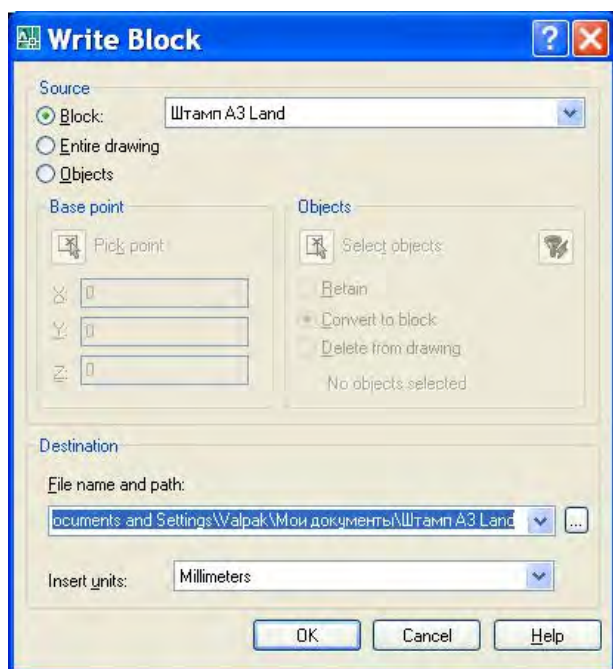 Write Block
Source
Block: Штамп A3 Land
Entire drawing
Objects
Base point
Pick point
X: 0
Y: 0
Z: 0
Objects
Select objects
Retain
Convert to block
Delete from drawing
No objects selected
Destination
File name and path:
ocuments and Settings\Valpak\Мои документы\Штамп A3 Land
...
Insert units: Millimeters
OK Cancel Help